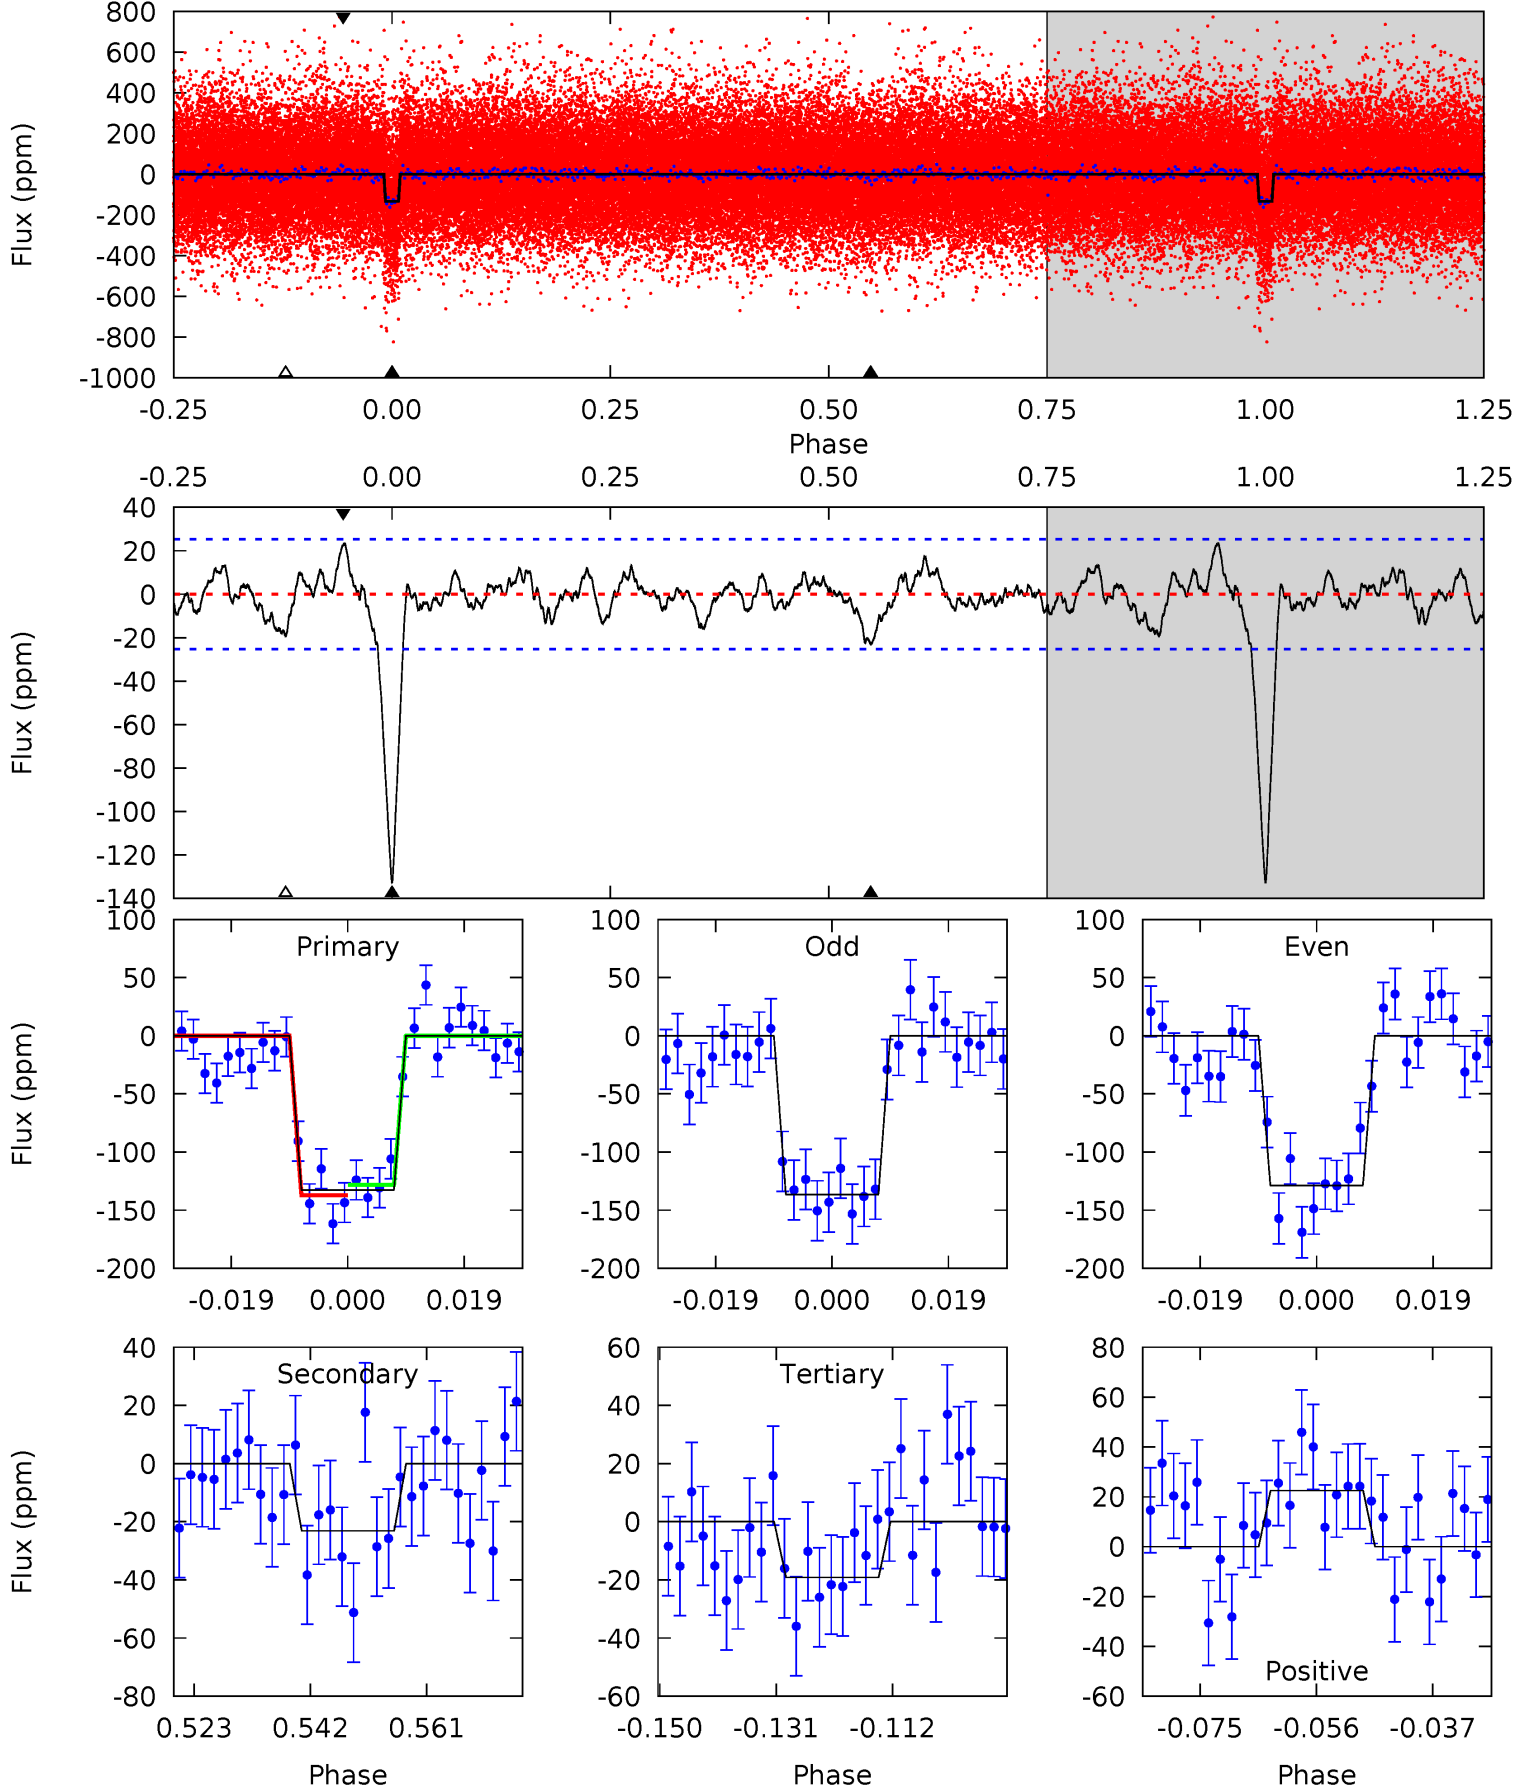 800
600
400
200
0
-200
-400
-600
-800
-1000
Flux (ppm)
-0.25 0.00 0.25 0.50 0.75 1.00 1.25
Phase
-0.25 0.00 0.25 0.50 0.75 1.00 1.25
40
20
0
-20
-40
-60
-80
-100
-120
-140
Flux (ppm)
Primary Odd Even
100 100 100
50 50 50
0 0 0
-50 -50 -50
-100 -100 -100
-150 -150 -150
-200 -200 -200
Flux (ppm)
-0.019 0.000 0.019 -0.019 0.000 0.019 -0.019 0.000 0.019
Secondary Tertiary
40 60 80
20 40 60
0 20 40
-20 0 20
-40 -20 0
-60 -40 -20
-80 -60 -40
-60
Positive
Flux (ppm)
0.523 0.542 0.561 -0.150 -0.131 -0.112 -0.075 -0.056 -0.037
Phase Phase Phase